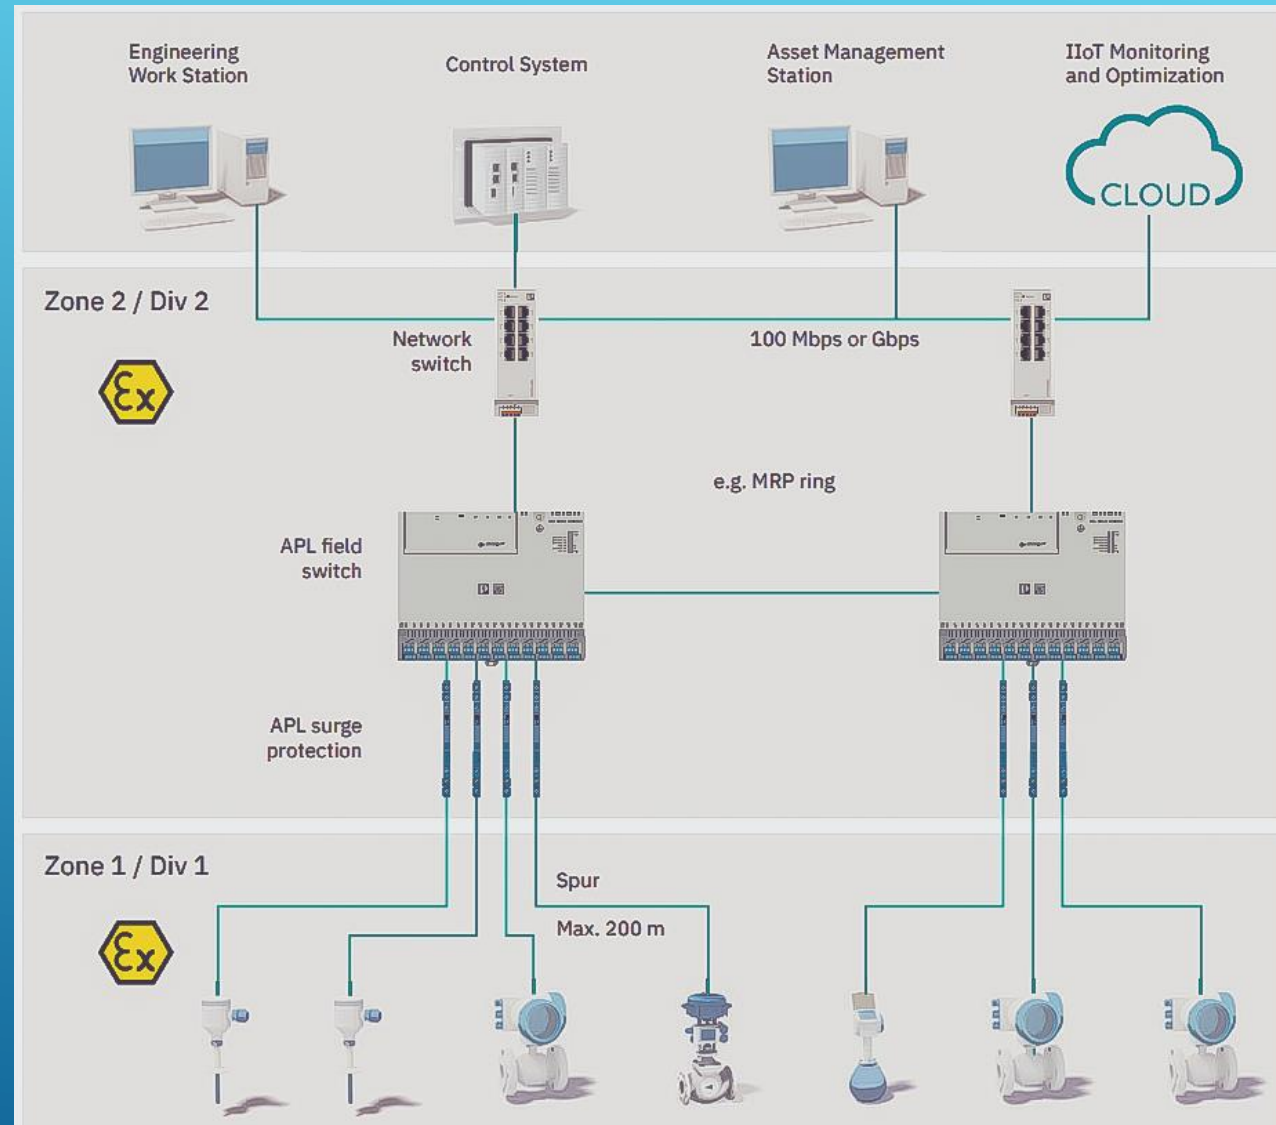 Engineering
Work Station
Control System
Asset Management
Station
IIoT Monitoring
and Optimization
CLOUD
Zone 2 / Div 2
Network
switch
100 Mbps or Gbps
Ex
e.g. MRP ring
APL field
switch
APL surge
protection
Zone 1 / Div 1
Spur
Max. 200 m
Ex